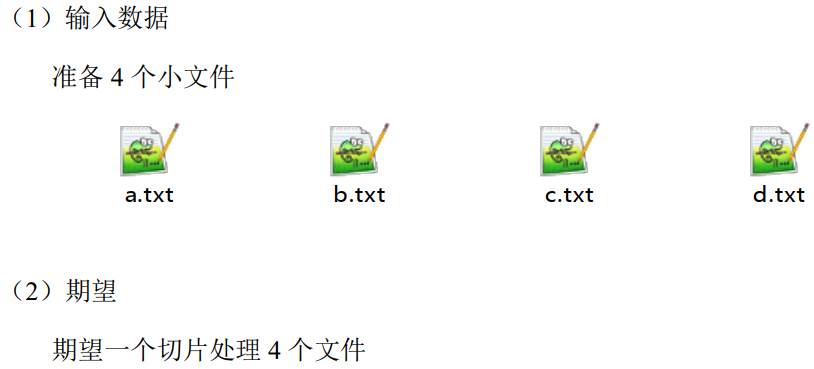 （1）输入数据
准备 4 个小文件
a.txt b.txt c.txt d.txt
（2）期望
期望一个切片处理 4 个文件